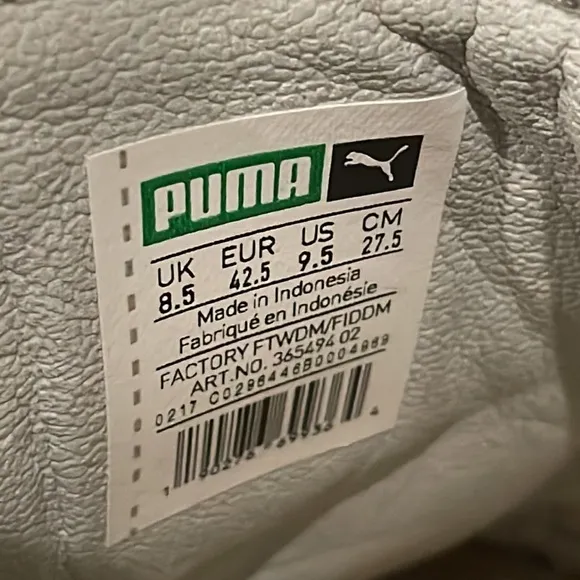 PUMA
UK EUR US CM
8.5 42.5 9.5 27.5
Made in Indonesia
Fabriqué en Indonésie
FACTORY FTWDM/FIDDM
ART.NO. 365494 02
0217 C0296446B0004969